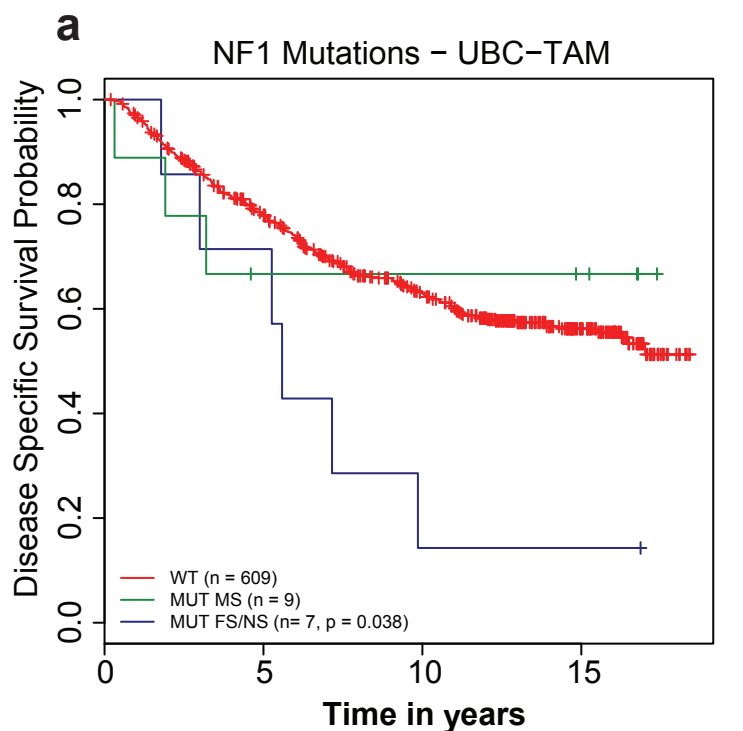 a
NF1 Mutations − UBC−TAM
Disease Specific Survival Probability
1.0
0.8
0.6
0.4
0.2
0.0
WT (n = 609)
MUT MS (n = 9)
MUT FS/NS (n= 7, p = 0.038)
0 5 10 15
Time in years